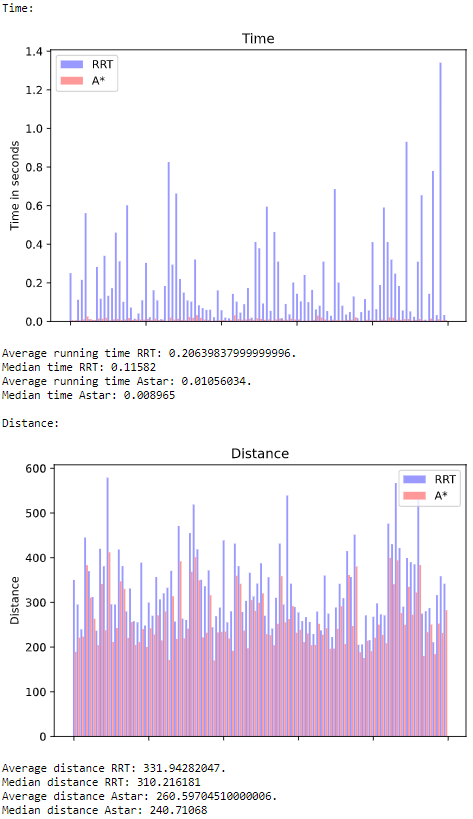 Time:
Time
1.4
RRT
A*
1.2
1.0
0.8
Time in seconds
0.6
0.4
0.2
0.0
Average running time RRT: 0.20639837999999996.
Median time RRT: 0.11582
Average running time Astar: 0.01056034.
Median time Astar: 0.008965
Distance:
Distance
600
RRT
A*
500
400
Distance
300
200
100
0
Average distance RRT: 331.94282047.
Median distance RRT: 310.216181
Average distance Astar: 260.59704510000006.
Median distance Astar: 240.71068